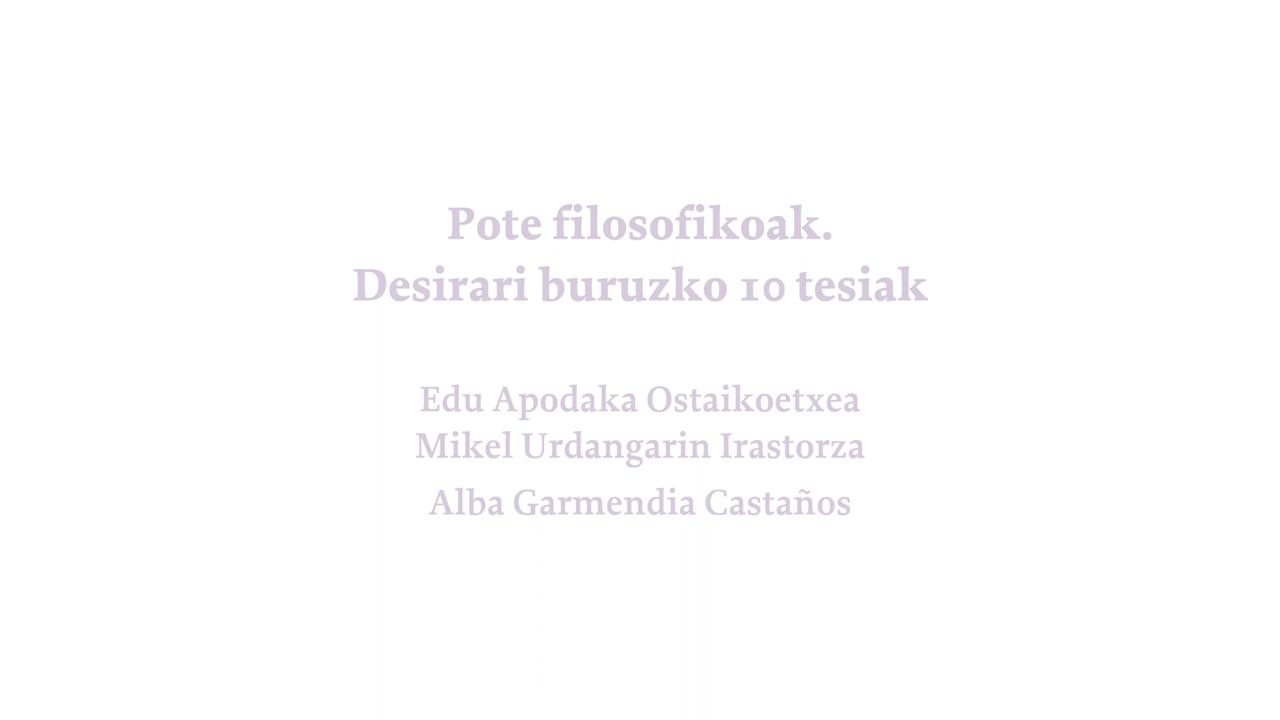 Pote filosofikoak.
Desirari buruzko 10 tesiak
Edu Apodaka Ostaikoetxea
Mikel Urdangarin Irastorza
Alba Garmendia Castaños